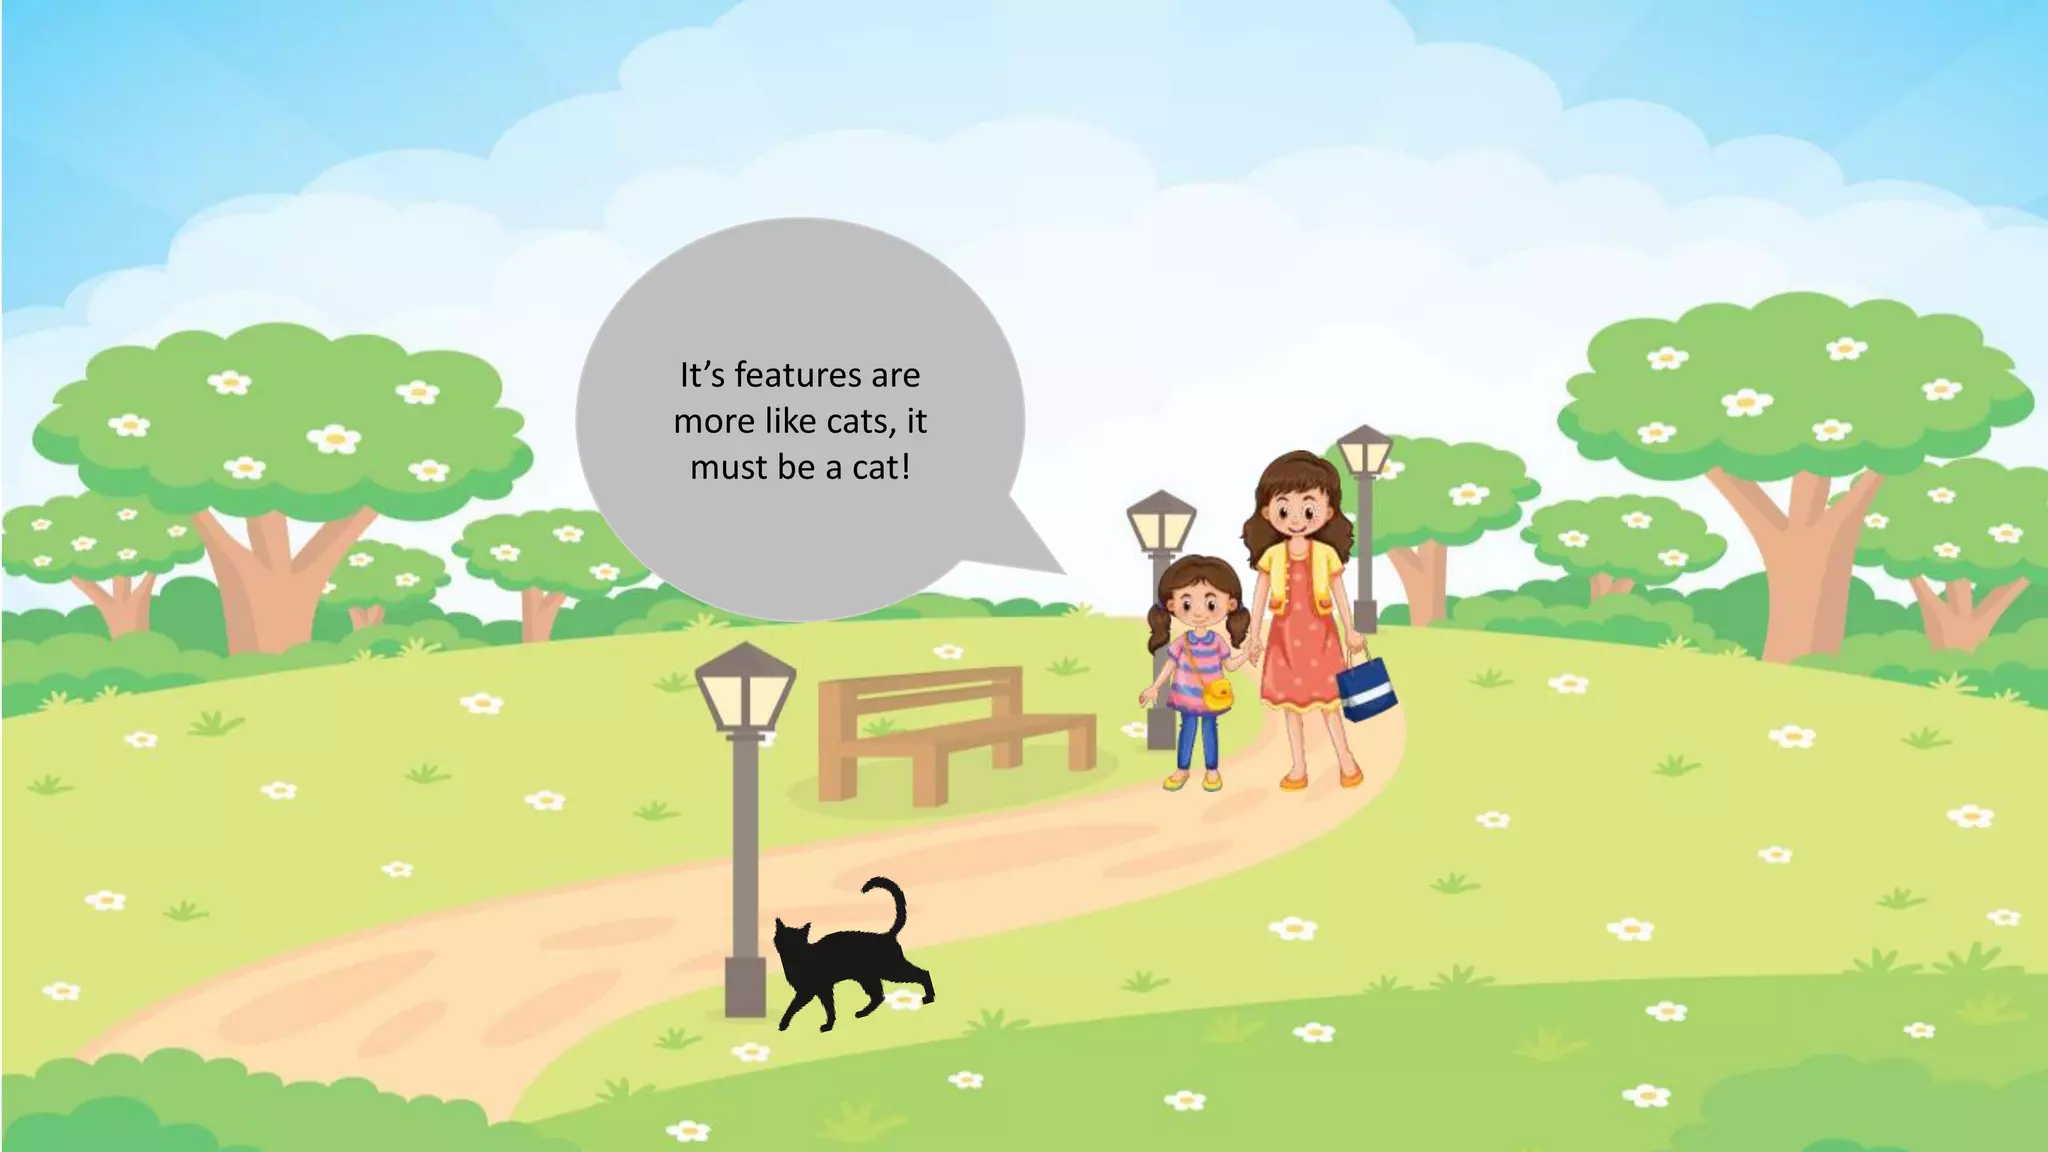 It’s features are
more like cats, it
must be a cat!